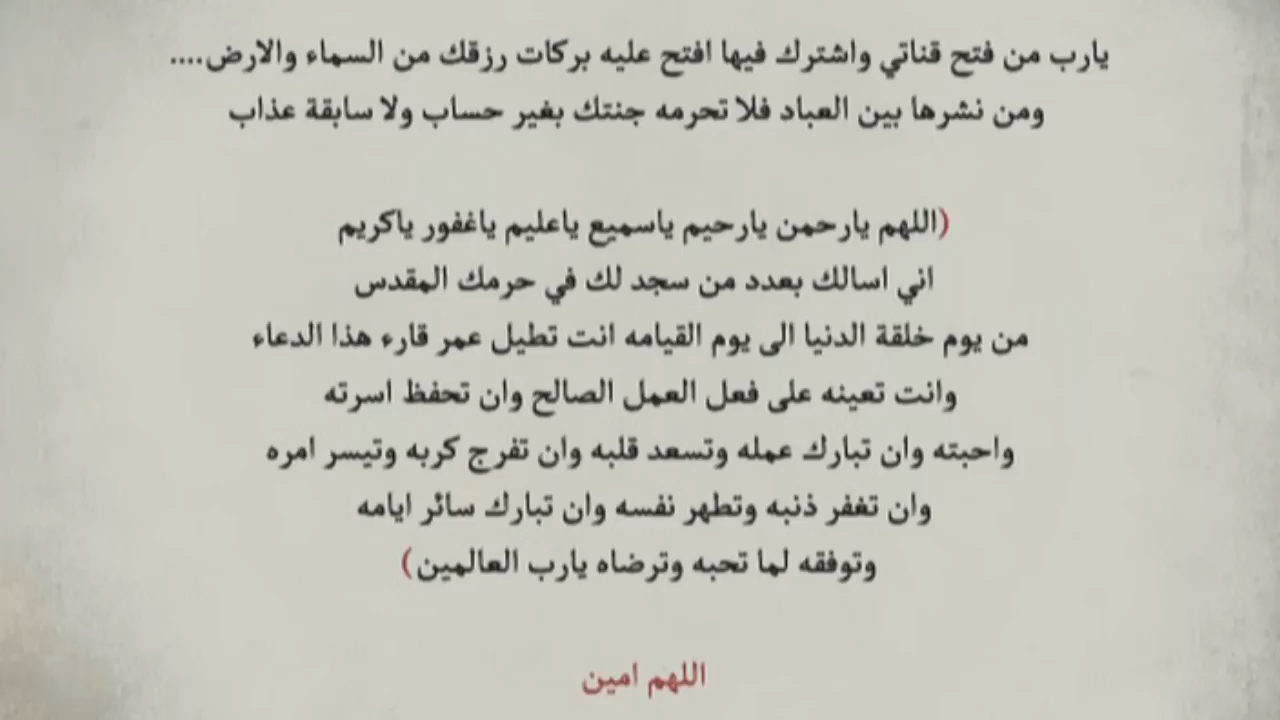 يارب من فتح قناتي واشترك فيها افتح عليه بركات رزقك من السماء والارض....
ومن نشرها بين العباد فلا تحرمه جنتك بغير حساب ولا سابقة عذاب
(اللهم يارحمن يارحيم ياسميع ياعليم ياغفور ياكريم
اني اسالك بعدد من سجد لك في حرمك المقدس
من يوم خلقة الدنيا الى يوم القيامه انت تطيل عمر قارء هذا الدعاء
وانت تعينه على فعل العمل الصالح وان تحفظ اسرته
واحبته وان تبارك عمله وتسعد قلبه وان تفرج كربه وتيسر امره
وان تغفر ذنبه وتطهر نفسه وان تبارك سائر ايامه
وتوفقه لما تحبه وترضاه يارب العالمين)
اللهم امين